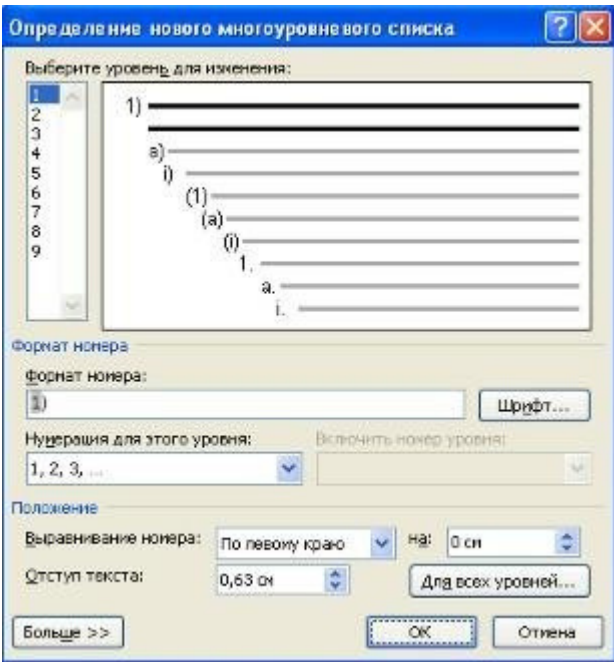 Определение нового многоуровневого списка
Выберите уровень для изменения:
1
2
3
4
5
6
7
8
9
1)
a)
i)
(1)
(a)
(i)
1.
a.
i.
Формат номера
Формат номера:
1)
Шрифт...
Нумерация для этого уровня:
Включить номер уровня:
1, 2, 3, ...
Положение
Выравнивание номера:
По левому краю
на:
0 см
Отступ текста:
0,63 см
Для всех уровней...
Больше >>
ОК
Отмена